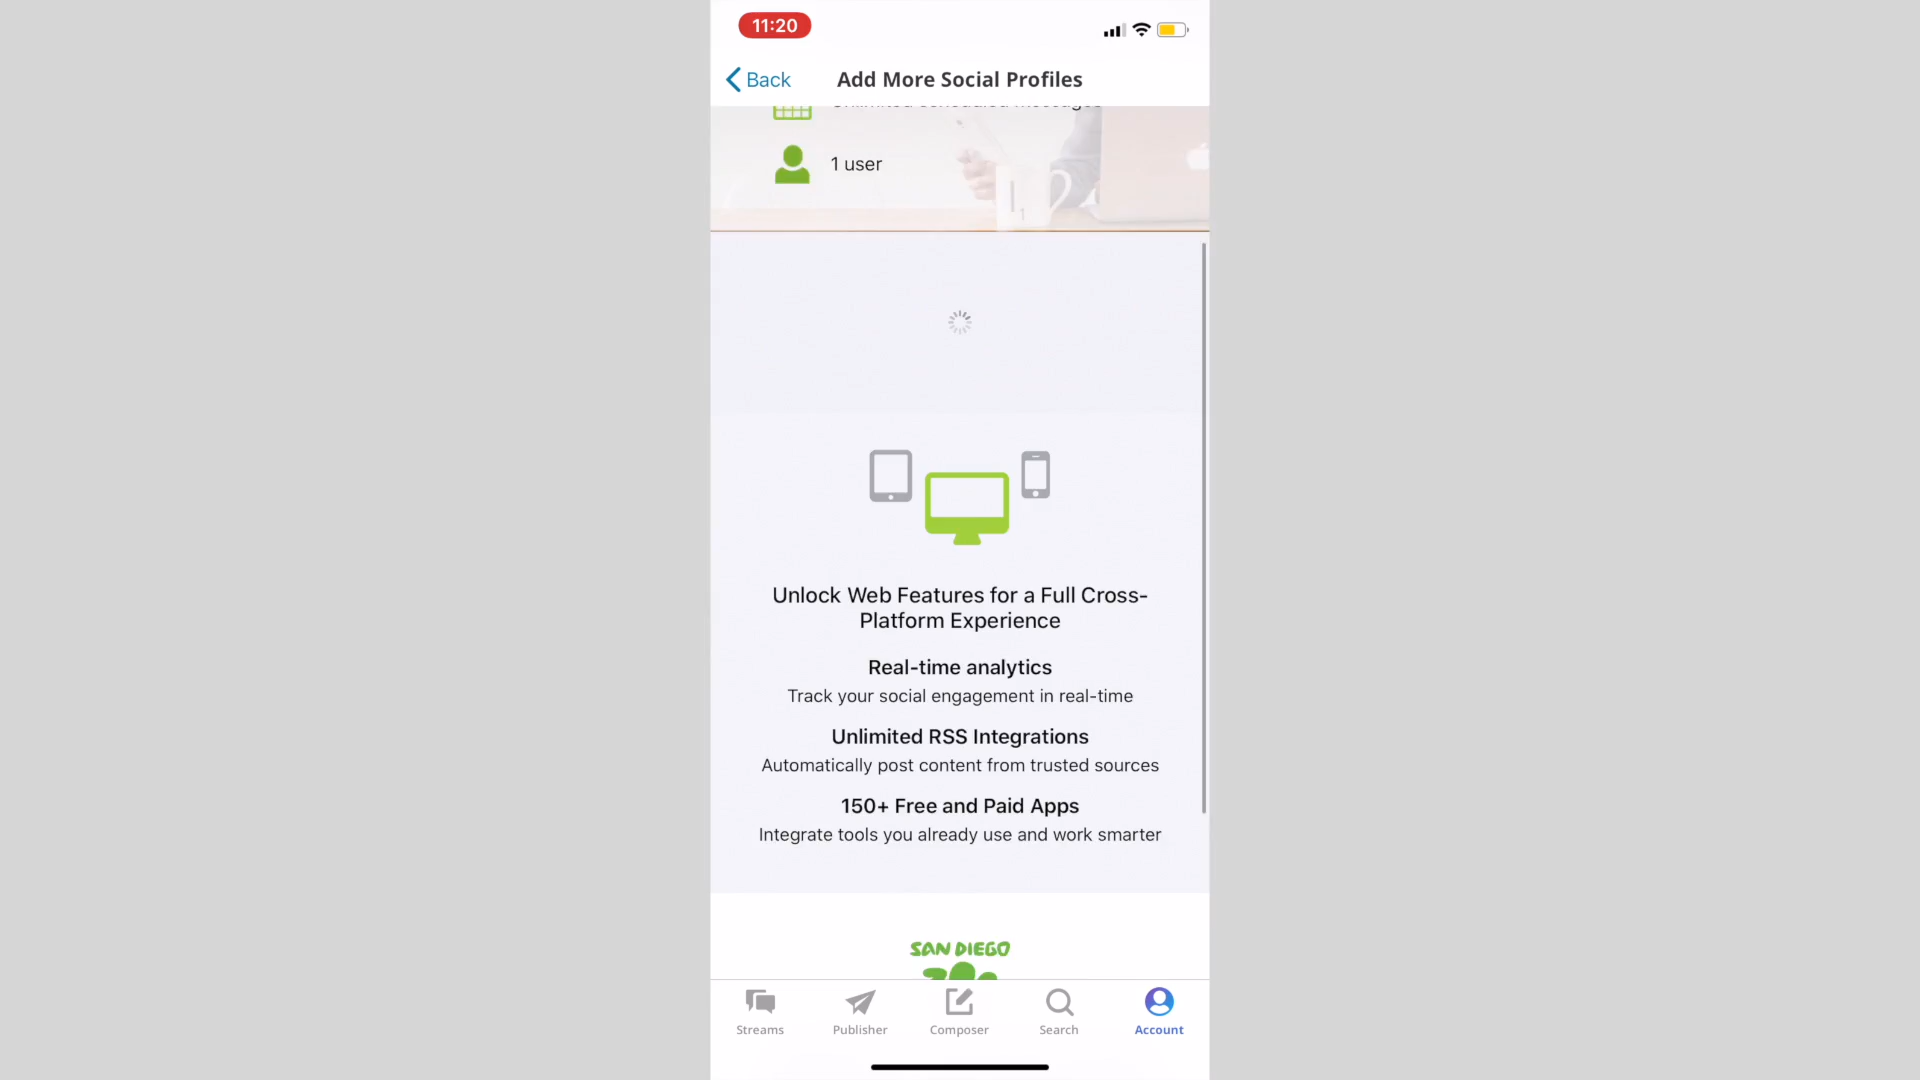 11:20
Back
Add More Social Profiles
1 user
Unlock Web Features for a Full Cross-
Platform Experience
Real-time analytics
Track your social engagement in real-time
Unlimited RSS Integrations
Automatically post content from trusted sources
150+ Free and Paid Apps
Integrate tools you already use and work smarter
SAN DIEGO
Streams
Publisher
Composer
Search
Account